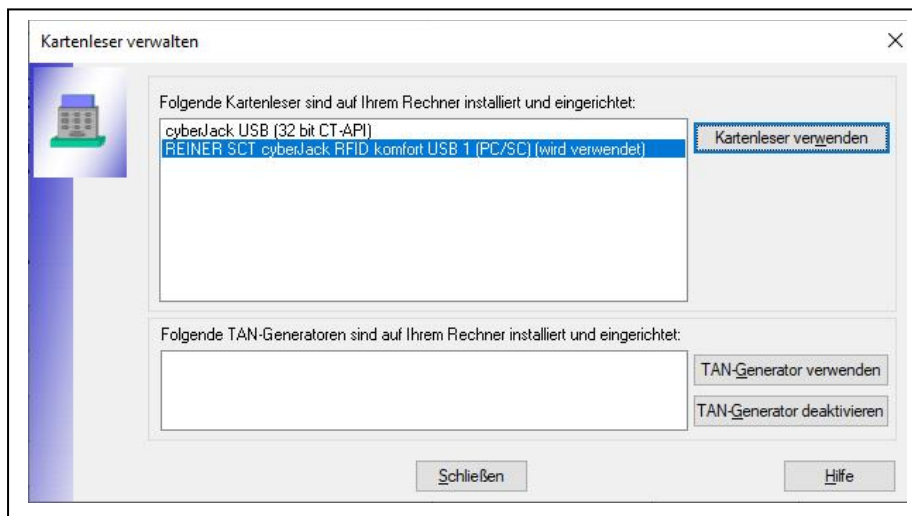 Kartenleser verwalten
Folgende Kartenleser sind auf Ihrem Rechner installiert und eingerichtet:
cyberJack USB (32 bit CT-API)
REINER SCT cyberJack RFID komfort USB 1 (PC/SC) (wird verwendet)
Kartenleser verwenden
Folgende TAN-Generatoren sind auf Ihrem Rechner installiert und eingerichtet:
TAN-Generator verwenden
TAN-Generator deaktivieren
Schließen
Hilfe